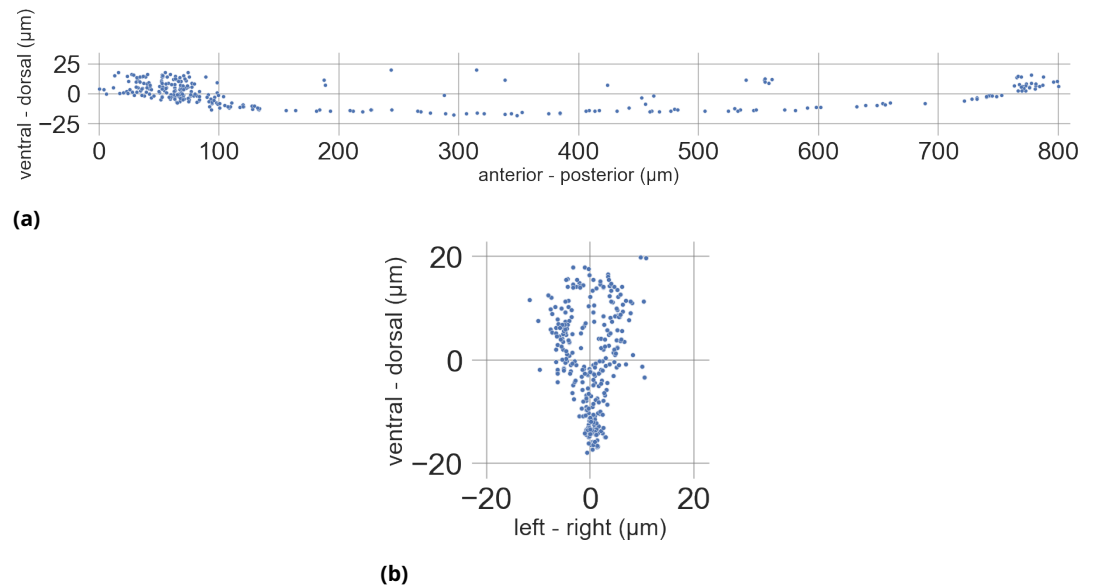 ventral - dorsal (μm)
25
0
−25
0 100 200 300 400 500 600 700 800
anterior - posterior (μm)
(a)
ventral - dorsal (μm)
20
0
−20
−20 0 20
left - right (μm)
(b)